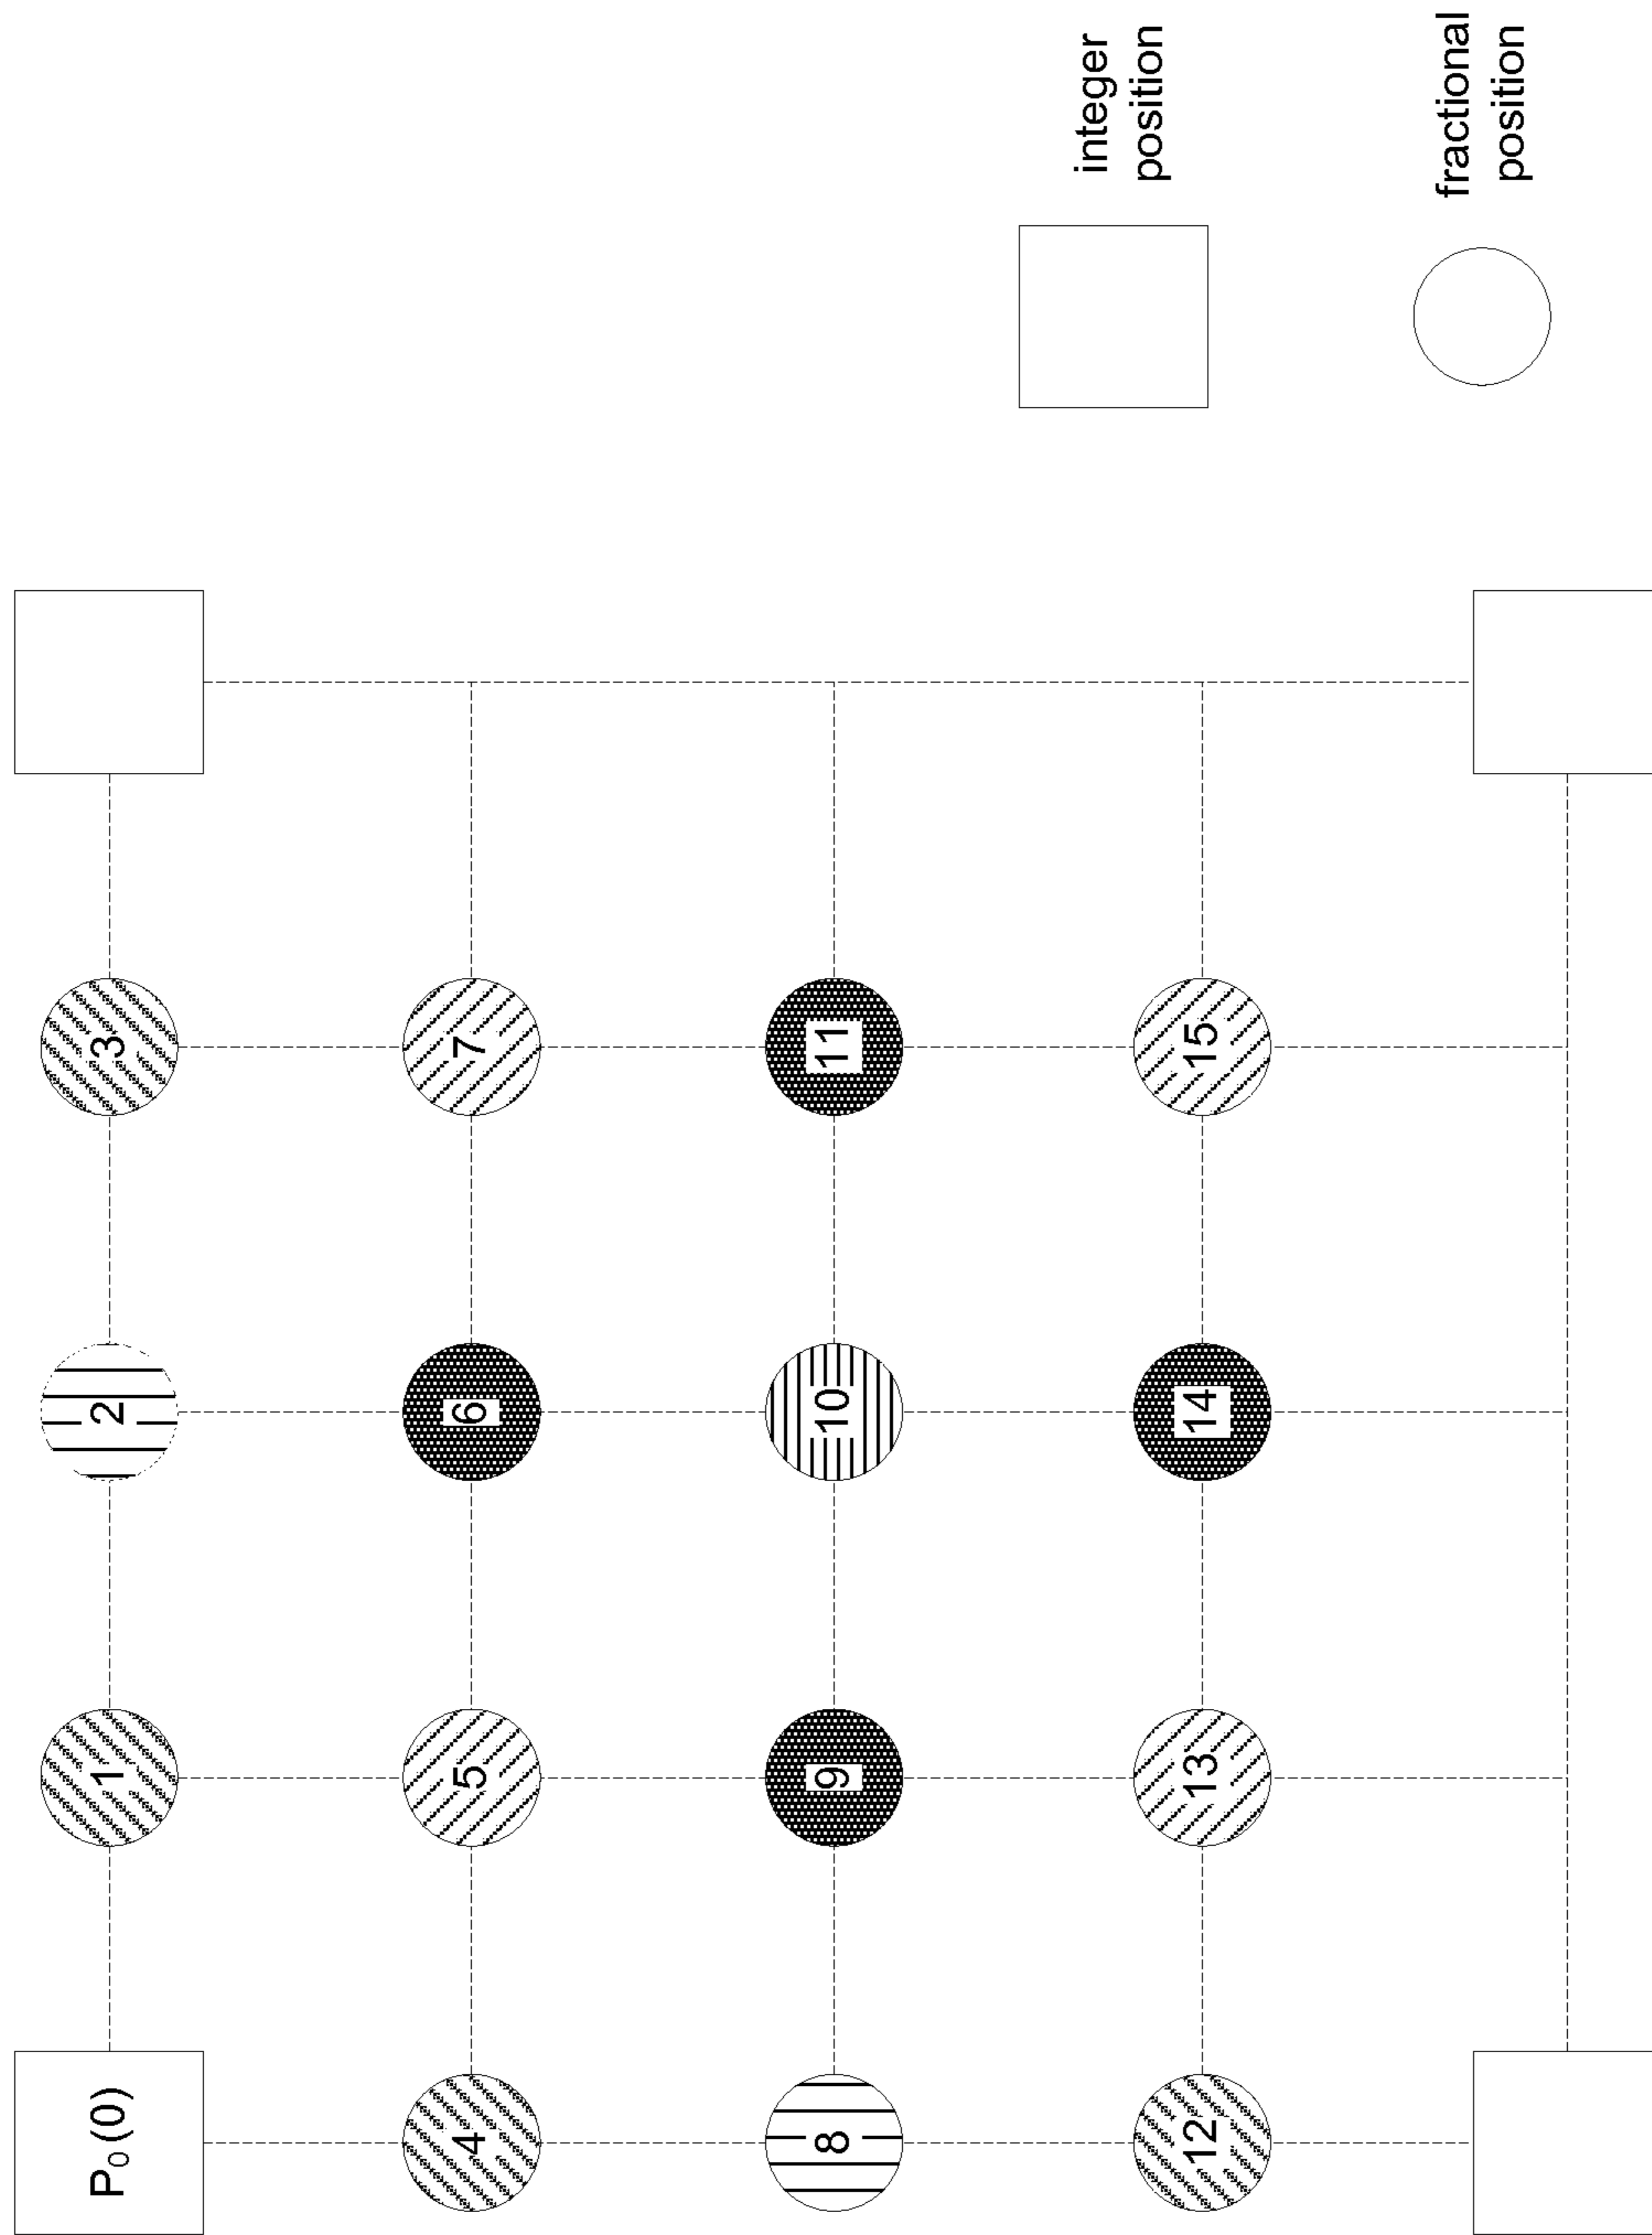 P₀ (0) 1 2 3
4 5 6 7
8 9 10 11
12 13 14 15
integer
position
fractional
position